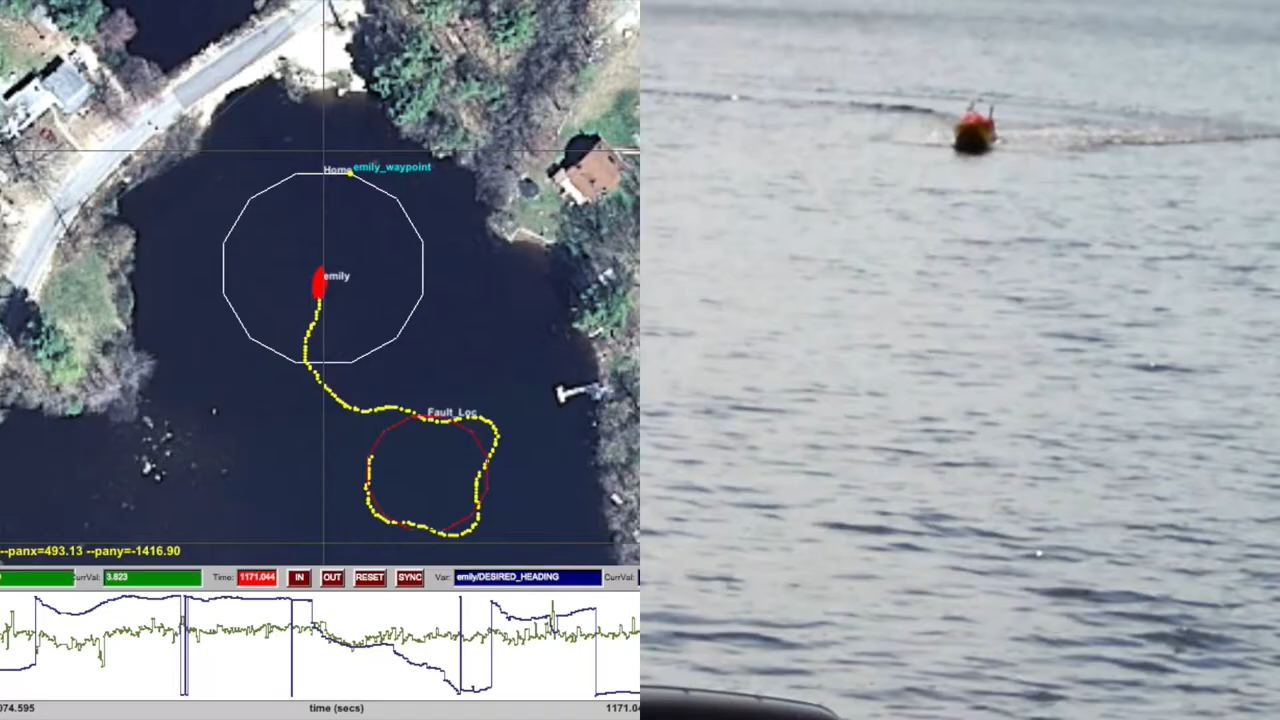 Home
emily_waypoint
emily
Fault_Loc
--panx=493.13 --pany=-1416.90
CurrVal: 3.823 Time: 1171.044 IN OUT RESET SYNC Var: emily/DESIRED_HEADING CurrVal:
074.595 time (secs) 1171.04